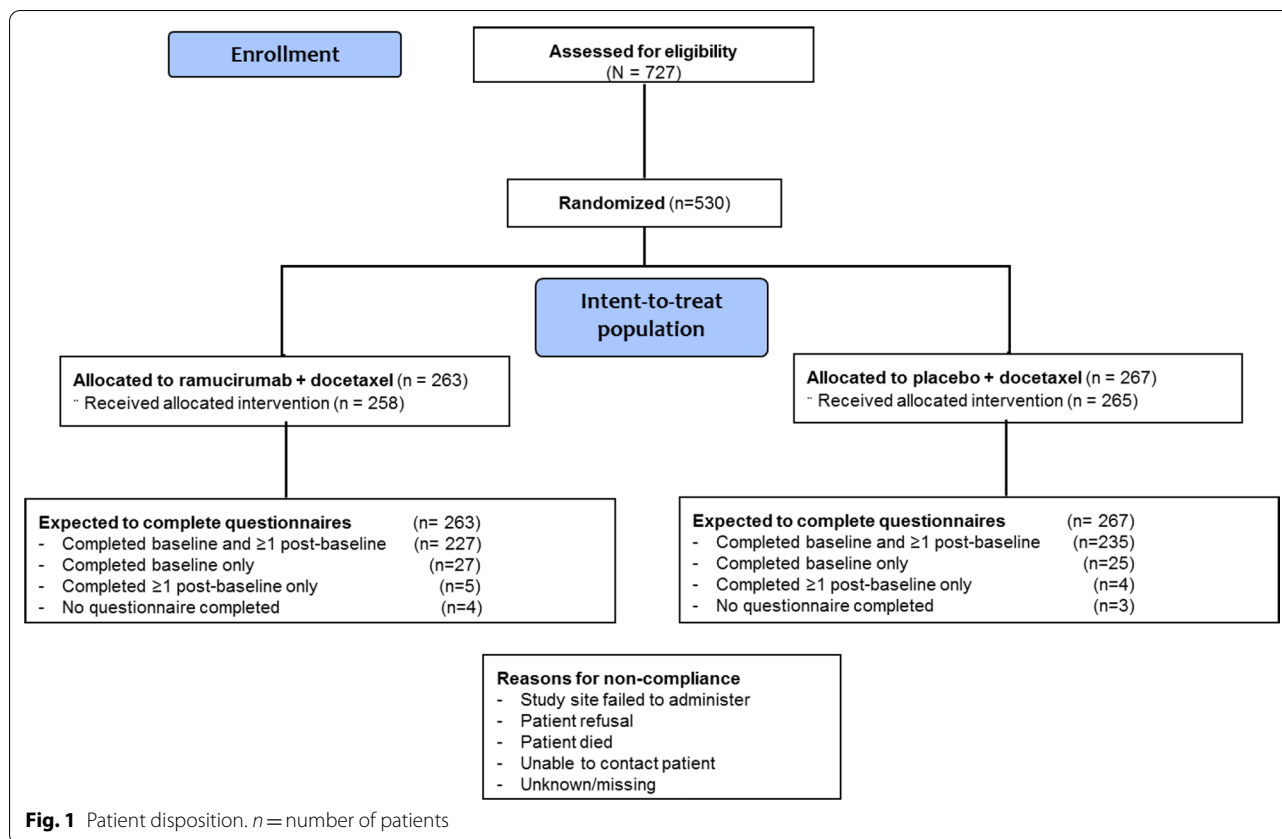 Enrollment
Assessed for eligibility
(N = 727)
Randomized (n=530)
Intent-to-treat
population
Allocated to ramucirumab + docetaxel (n = 263)
¨ Received allocated intervention (n = 258)
Allocated to placebo + docetaxel (n = 267)
¨ Received allocated intervention (n = 265)
Expected to complete questionnaires (n= 263)
- Completed baseline and ≥1 post-baseline (n= 227)
- Completed baseline only (n=27)
- Completed ≥1 post-baseline only (n=5)
- No questionnaire completed (n=4)
Expected to complete questionnaires (n= 267)
- Completed baseline and ≥1 post-baseline (n=235)
- Completed baseline only (n=25)
- Completed ≥1 post-baseline only (n=4)
- No questionnaire completed (n=3)
Reasons for non-compliance
- Study site failed to administer
- Patient refusal
- Patient died
- Unable to contact patient
- Unknown/missing
Fig. 1 Patient disposition. n = number of patients